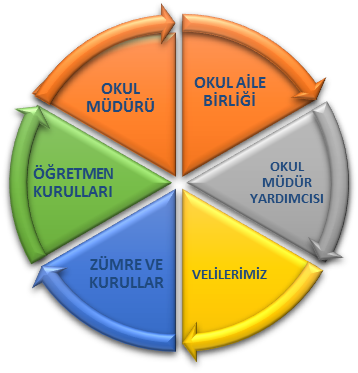 OKUL
MÜDÜRÜ
OKUL AİLE
BİRLİĞİ
OKUL
MÜDÜR
YARDIMCISI
VELİLERİMİZ
ZÜMRE VE
KURULLAR
ÖĞRETMEN
KURULLARI